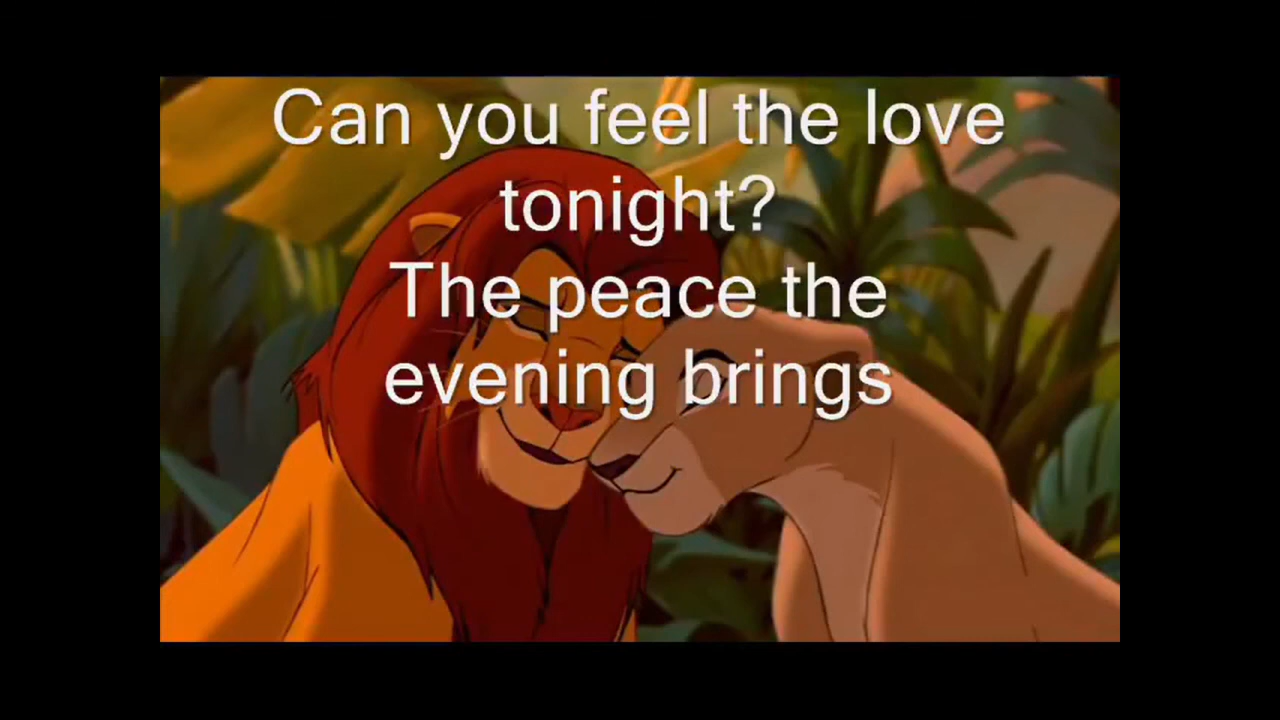 Can you feel the love
tonight?
The peace the
evening brings